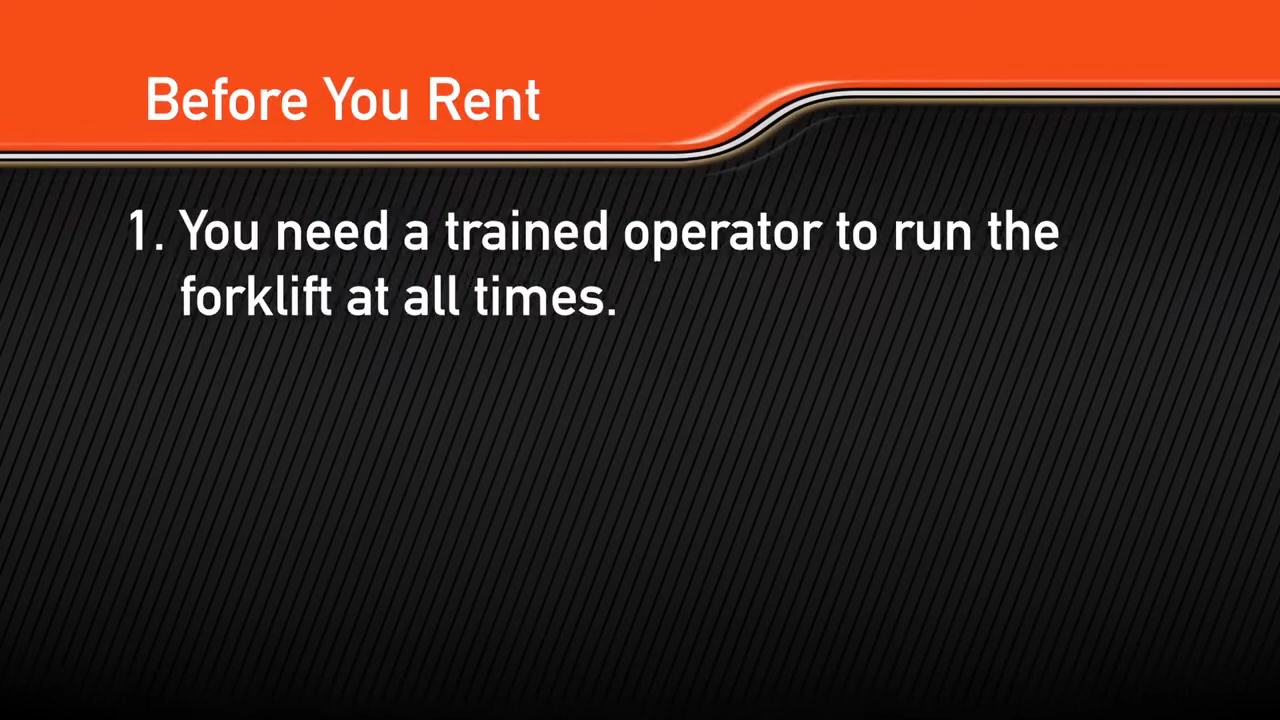 Before You Rent
1. You need a trained operator to run the
forklift at all times.